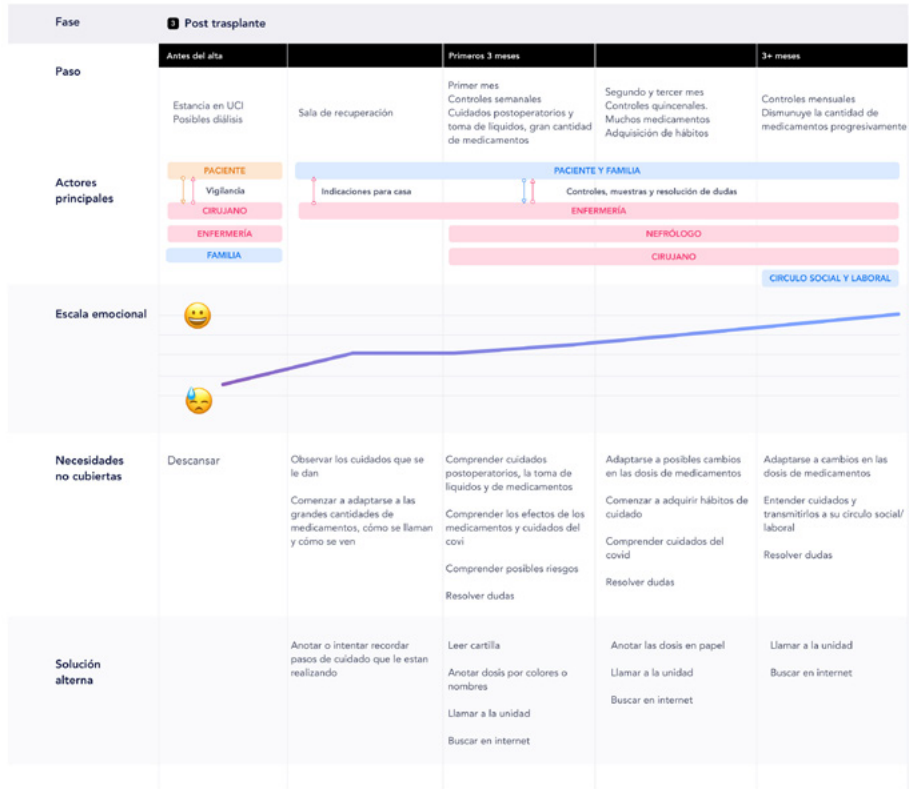 Fase
3 Post trasplante
Antes del alta
Primeros 3 meses
3+ meses
Paso
Estancia en UCI
Posibles diálisis
Sala de recuperación
Primer mes
Controles semanales
Cuidados postoperatorios y
toma de líquidos, gran cantidad
de medicamentos
Segundo y tercer mes
Controles quincenales.
Muchos medicamentos
Adquisición de hábitos
Controles mensuales
Dismunuye la cantidad de
medicamentos progresivamente
Actores
principales
PACIENTE
PACIENTE Y FAMILIA
Vigilancia
Indicaciones para casa
Controles, muestras y resolución de dudas
CIRUJANO
ENFERMERÍA
ENFERMERÍA
NEFRÓLOGO
FAMILIA
CIRUJANO
CIRCULO SOCIAL Y LABORAL
Escala emocional
Necesidades
no cubiertas
Descansar
Observar los cuidados que se
le dan
Comenzar a adaptarse a las
grandes cantidades de
medicamentos, cómo se llaman
y cómo se ven
Comprender cuidados
postoperatorios, la toma de
liquidos y de medicamentos
Comprender los efectos de los
medicamentos y cuidados del
covi
Comprender posibles riesgos
Resolver dudas
Adaptarse a posibles cambios
en las dosis de medicamentos
Comenzar a adquirir hábitos de
cuidado
Comprender cuidados del
covid
Resolver dudas
Adaptarse a cambios en las
dosis de medicamentos
Entender cuidados y
transmitirlos a su circulo social/
laboral
Resolver dudas
Solución
alterna
Anotar o intentar recordar
pasos de cuidado que le estan
realizando
Leer cartilla
Anotar dosis por colores o
nombres
Llamar a la unidad
Buscar en internet
Anotar las dosis en papel
Llamar a la unidad
Buscar en internet
Llamar a la unidad
Buscar en internet